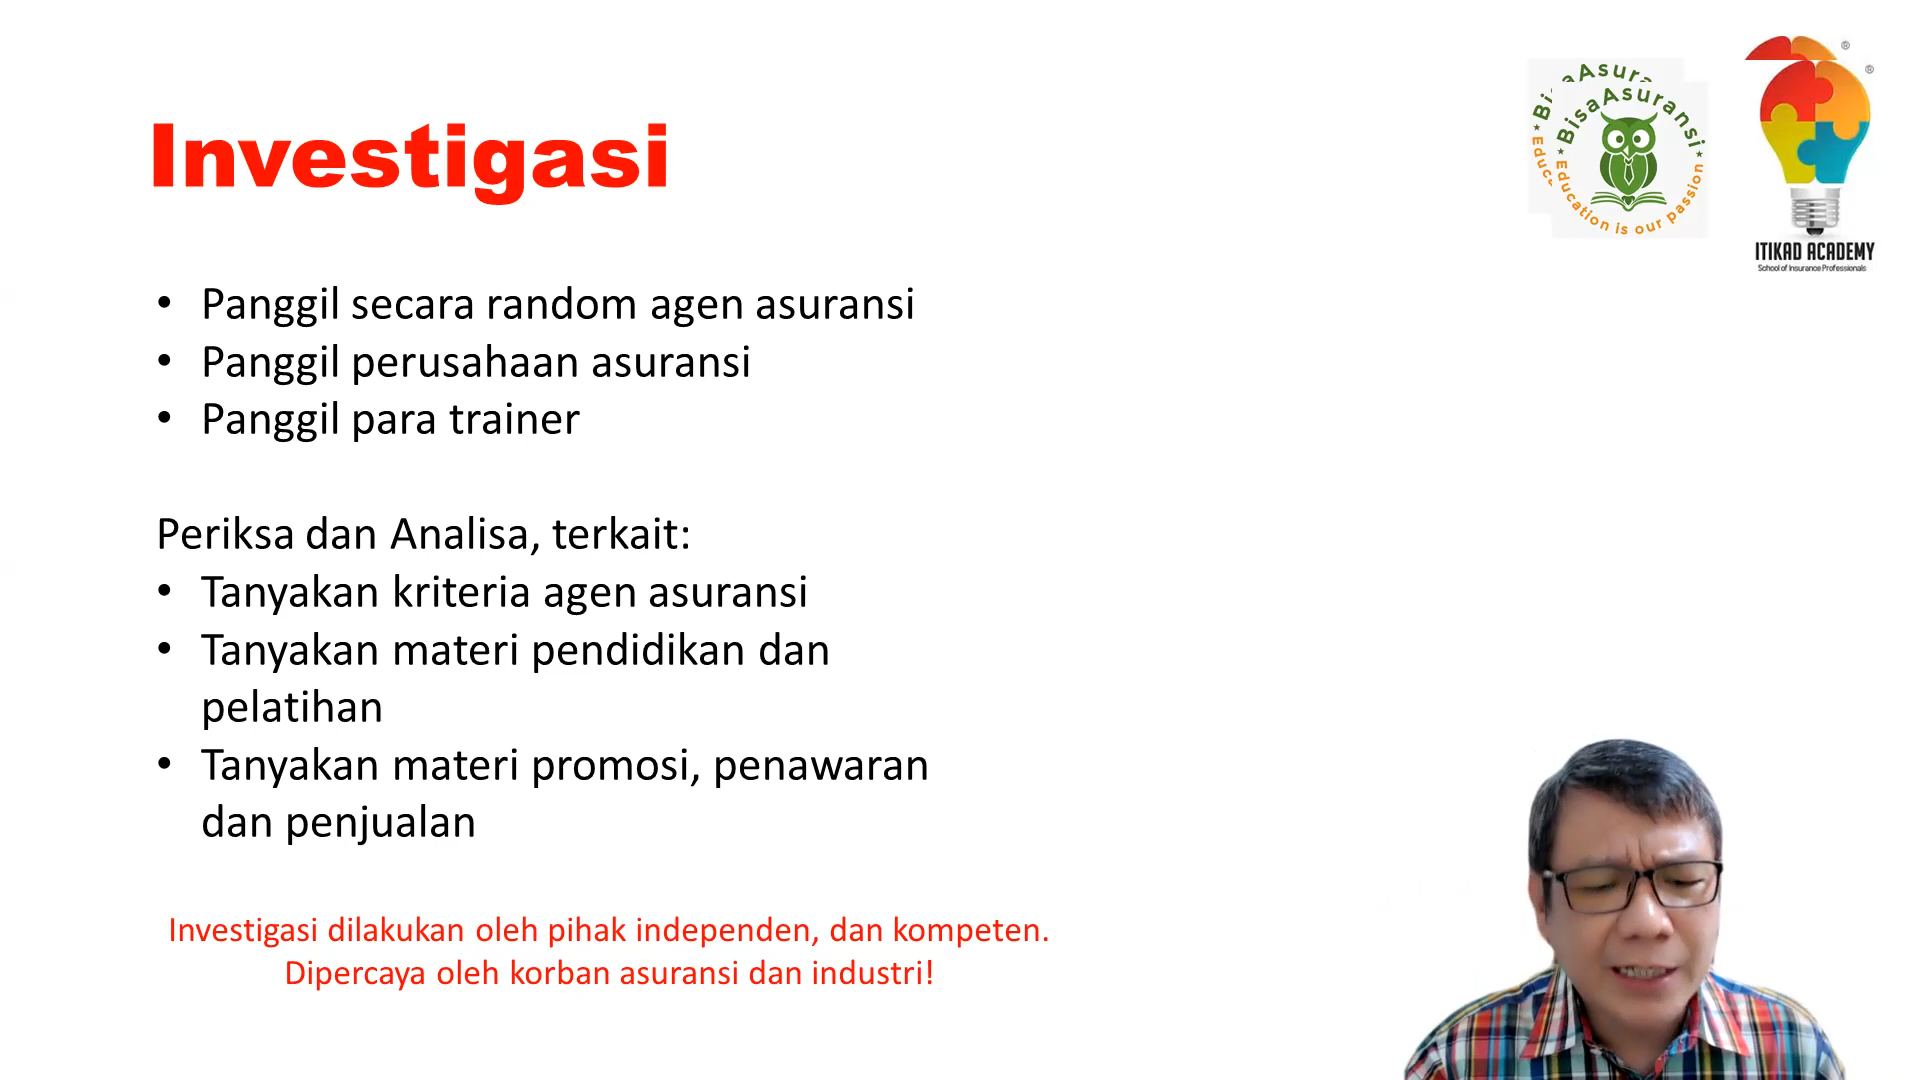 Investigasi
BisaAsura
Educ
BisaAsuransi
Education is our passion
®
®
ITIKAD ACADEMY
School of Insurance Professionals
• Panggil secara random agen asuransi
• Panggil perusahaan asuransi
• Panggil para trainer
Periksa dan Analisa, terkait:
• Tanyakan kriteria agen asuransi
• Tanyakan materi pendidikan dan
pelatihan
• Tanyakan materi promosi, penawaran
dan penjualan
Investigasi dilakukan oleh pihak independen, dan kompeten.
Dipercaya oleh korban asuransi dan industri!